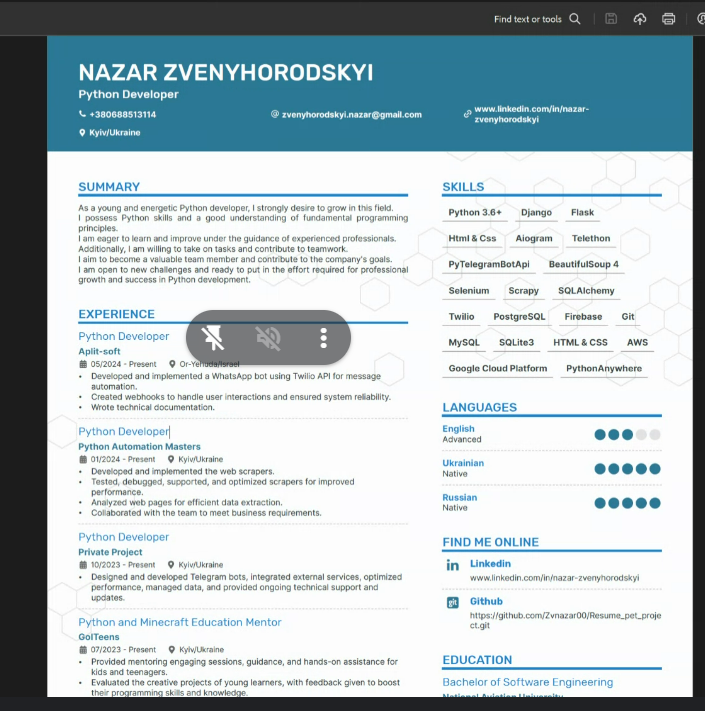 Find text or tools
NAZAR ZVENYHORODSKYI
Python Developer
+380688513114
zvenyhorodskyi.nazar@gmail.com
www.linkedin.com/in/nazar-
zvenyhorodskyi
Kyiv/Ukraine
SUMMARY
As a young and energetic Python developer, I strongly desire to grow in this field.
I possess Python skills and a good understanding of fundamental programming
principles.
I am eager to learn and improve under the guidance of experienced professionals.
Additionally, I am willing to take on tasks and contribute to teamwork.
I aim to become a valuable team member and contribute to the company's goals.
I am open to new challenges and ready to put in the effort required for professional
growth and success in Python development.
EXPERIENCE
Python Developer
Aplit-soft
05/2024 - Present Or-Yehuda/Israel
• Developed and implemented a WhatsApp bot using Twilio API for message
automation.
• Created webhooks to handle user interactions and ensured system reliability.
• Wrote technical documentation.
Python Developer
Python Automation Masters
01/2024 - Present Kyiv/Ukraine
• Developed and implemented the web scrapers.
• Tested, debugged, supported, and optimized scrapers for improved
performance.
• Analyzed web pages for efficient data extraction.
• Collaborated with the team to meet business requirements.
Python Developer
Private Project
10/2023 - Present Kyiv/Ukraine
• Designed and developed Telegram bots, integrated external services, optimized
performance, managed data, and provided ongoing technical support and
updates.
Python and Minecraft Education Mentor
GoITeens
07/2023 - Present Kyiv/Ukraine
• Provided mentoring engaging sessions, guidance, and hands-on assistance for
kids and teenagers.
• Evaluated the creative projects of young learners, with feedback given to boost
their programming skills and knowledge.
SKILLS
Python 3.6+ Django Flask
Html & Css Aiogram Telethon
PyTelegramBotApi BeautifulSoup 4
Selenium Scrapy SQLAlchemy
Twilio PostgreSQL Firebase Git
MySQL SQLite3 HTML & CSS AWS
Google Cloud Platform PythonAnywhere
LANGUAGES
English
Advanced
Ukrainian
Native
Russian
Native
FIND ME ONLINE
in Linkedin
www.linkedin.com/in/nazar-zvenyhorodskyi
git Github
https://github.com/Zvnazar00/Resume_pet_proje
ct.git
EDUCATION
Bachelor of Software Engineering
National Aviation University